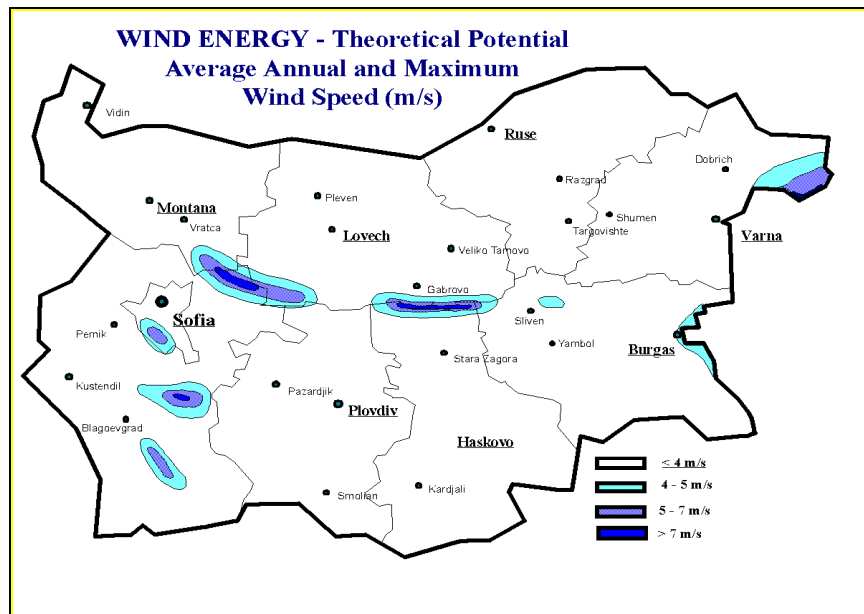 WIND ENERGY - Theoretical Potential
Average Annual and Maximum
Wind Speed (m/s)
Vidin
Ruse
Dobrich
Razgrad
Montana
Pleven
Vratca
Shumen
Targovishte
Varna
Lovech
Veliko Tarnovo
Gabrovo
Sofia
Sliven
Pernik
Yambol
Burgas
Stara Zagora
Kustendil
Pazardjik
Plovdiv
Blagoevgrad
Haskovo
Smolian
Kardjali
< 4 m/s
4 - 5 m/s
5 - 7 m/s
> 7 m/s